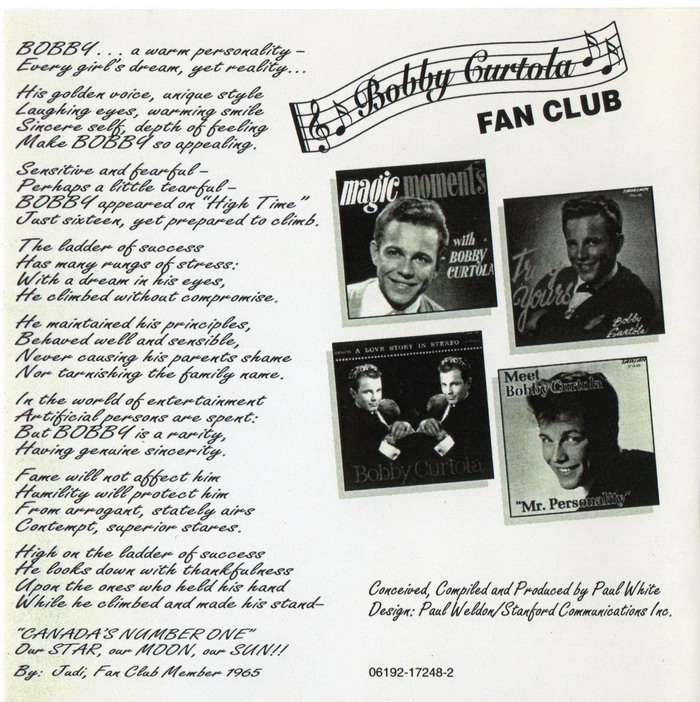 BOBBY... a warm personality –
Every girl's dream, yet reality...
His golden voice, unique style
Laughing eyes, warming smile
Sincere self, depth of feeling
Make BOBBY so appealing.
Sensitive and fearful –
Perhaps a little tearful –
BOBBY appeared on "High Time"
Just sixteen, yet prepared to climb.
The ladder of success
Has many rungs of stress:
With a dream in his eyes,
He climbed without compromise.
He maintained his principles,
Behaved well and sensible,
Never causing his parents shame
Nor tarnishing the family name.
In the world of entertainment
Artificial persons are spent:
But BOBBY is a rarity,
Having genuine sincerity.
Fame will not affect him
Humility will protect him
From arrogant, stately airs
Contempt, superior stares.
High on the ladder of success
He looks down with thankfulness
Upon the ones who held his hand
While he climbed and made his stand–
"CANADA'S NUMBER ONE"
Our STAR, our MOON, our SUN!!
By: Judi, Fan Club Member 1965
Bobby Curtola
FAN CLUB
magic moments
with
BOBBY
CURTOLA
truly
Yours
Bobby
Curtola
A LOVE STORY IN STEREO
Bobby Curtola
Meet
Bobby Curtola
"Mr. Personality"
Conceived, Compiled and Produced by Paul White
Design: Paul Weldon/Stanford Communications Inc.
06192-17248-2